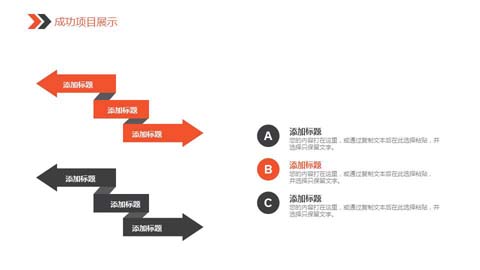 成功项目展示
添加标题
添加标题
添加标题
添加标题
添加标题
添加标题
A
添加标题
您的内容打在这里，或通过复制文本后在此选择粘贴，并
选择只保留文字。
B
添加标题
您的内容打在这里，或通过复制文本后在此选择粘贴，
并选择只保留文字。
C
添加标题
您的内容打在这里，或通过复制文本后在此选择粘贴，并
选择只保留文字。